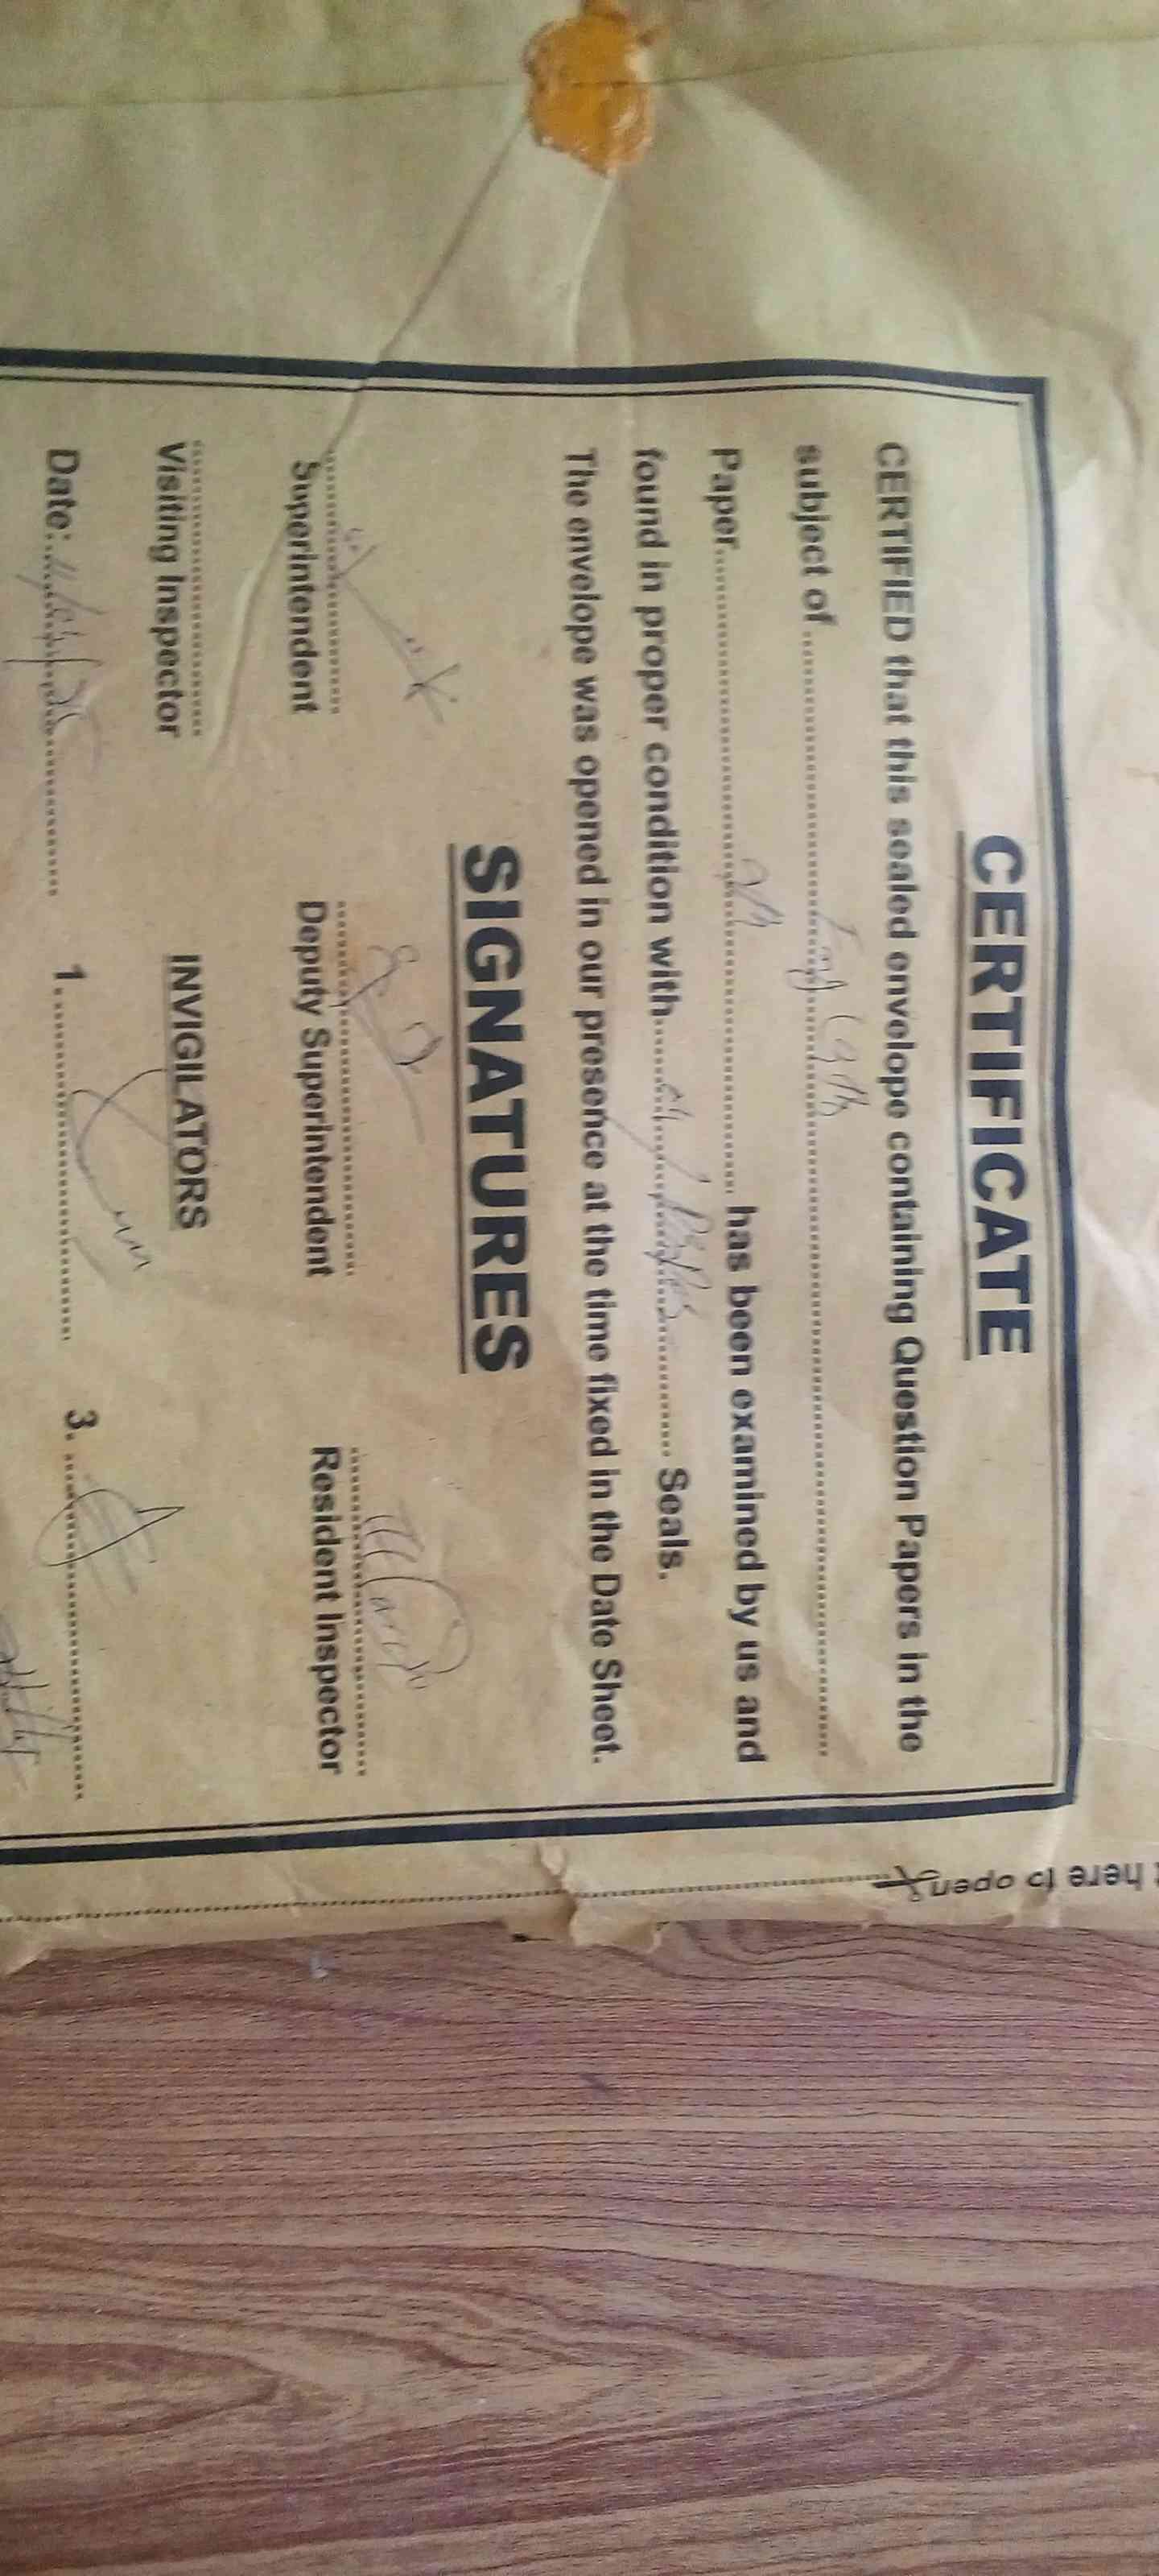 CERTIFICATE
CERTIFIED that this sealed envelope containing Question Papers in the
subject of
Paper has been examined by us and
found in proper condition with Seals.
The envelope was opened in our presence at the time fixed in the Date Sheet.
SIGNATURES
Superintendent Deputy Superintendent Resident Inspector
Visiting Inspector INVIGILATORS
Date: 1. 3.
here to open